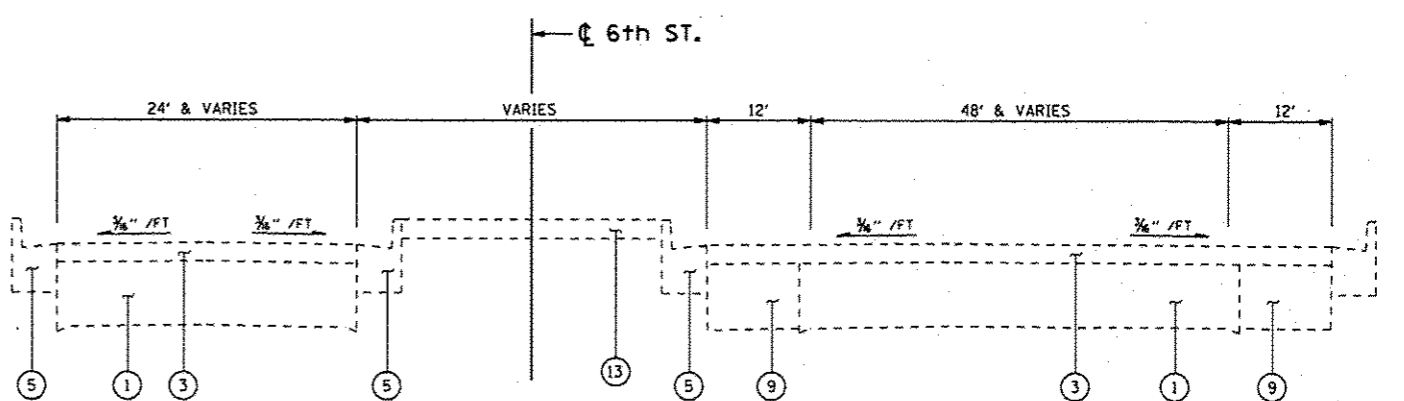 ℄ 6th ST.
24' & VARIES VARIES 12' 48' & VARIES 12'
3/16" /FT 3/16" /FT 3/16" /FT 3/16" /FT
5 1 3 5 13 5 9 3 1 9